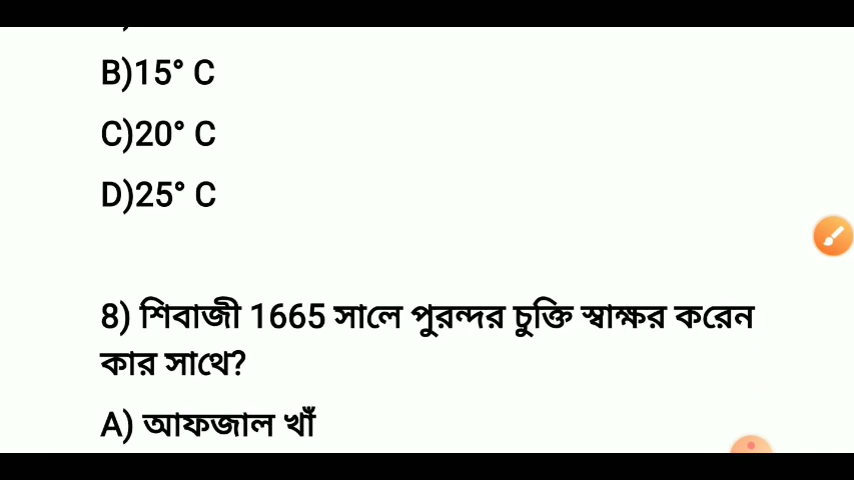 B)15° C
C)20° C
D)25° C
8) শিবাজী 1665 সালে পুরন্দর চুক্তি স্বাক্ষর করেন
কার সাথে?
A) আফজাল খাঁ